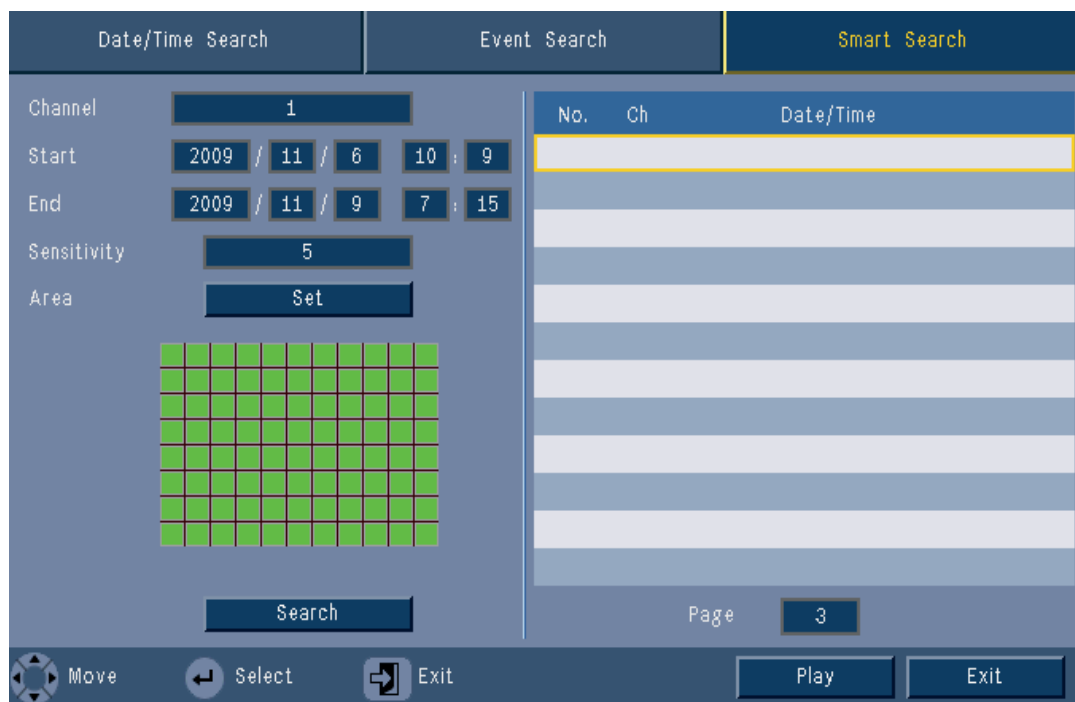 Date/Time Search Event Search Smart Search
Channel 1
Start 2009 / 11 / 6 10 : 9
End 2009 / 11 / 9 7 : 15
Sensitivity 5
Area Set
Search
No. Ch Date/Time
Page 3
Move Select Exit Play Exit